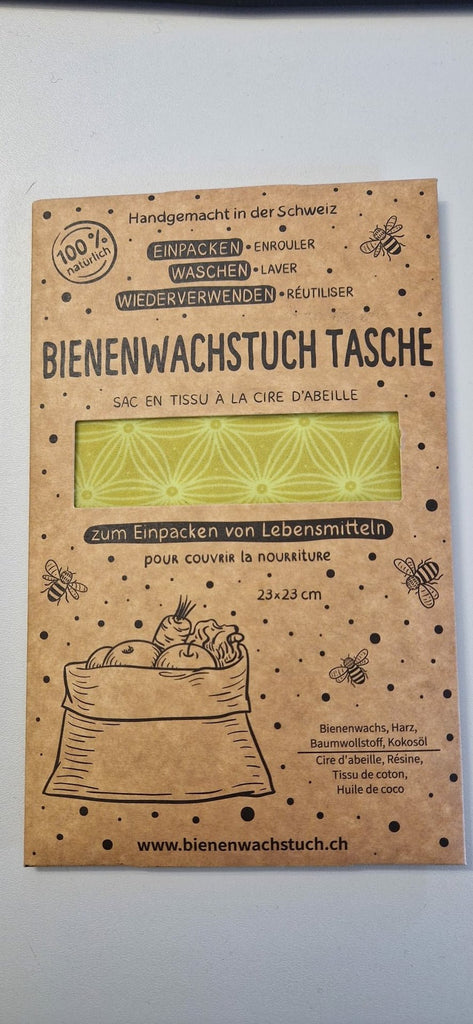 Handgemacht in der Schweiz
100%
natürlich
EINPACKEN • ENROULER
WASCHEN • LAVER
WIEDERVERWENDEN • RÉUTILISER
BIENENWACHSTUCH TASCHE
SAC EN TISSU À LA CIRE D'ABEILLE
zum Einpacken von Lebensmitteln
POUR COUVRIR LA NOURRITURE
23x23 cm
Bienenwachs, Harz,
Baumwollstoff, Kokosöl
Cire d'abeille, Résine,
Tissu de coton,
Huile de coco
www.bienenwachstuch.ch